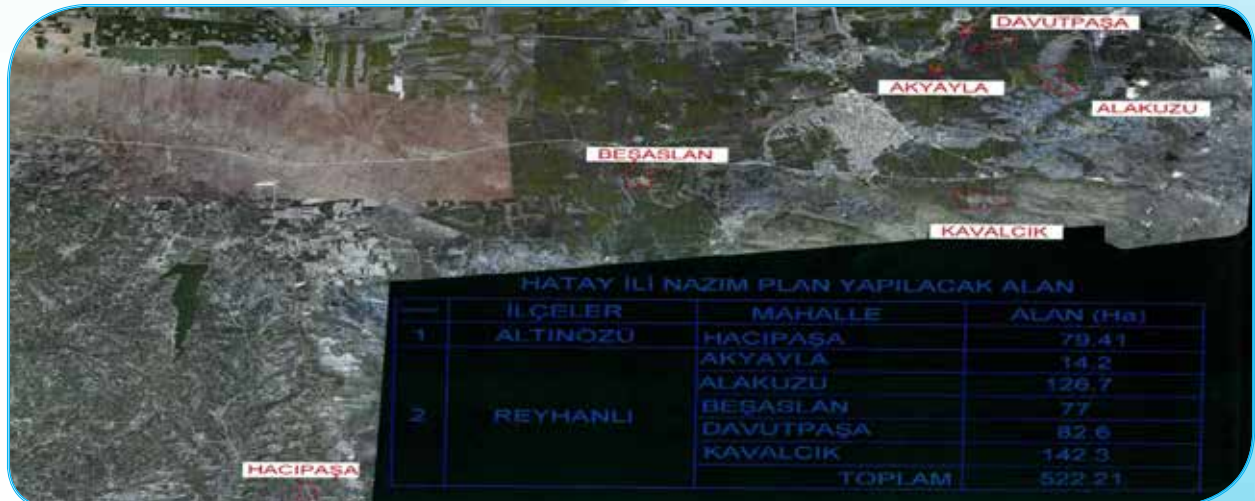 DAVUTPAŞA
AKYAYLA
ALAKUZU
BEŞASLAN
KAVALCIK
HACIPAŞA
HATAY İLİ NAZIM PLAN YAPILACAK ALAN
İLÇELER MAHALLE ALAN (Ha)
1 ALTINÖZÜ HACIPAŞA 79.41
2 REYHANLI AKYAYLA 14.2
ALAKUZU 126.7
BEŞASLAN 77
DAVUTPAŞA 82.6
KAVALCIK 142.3
TOPLAM 522.21